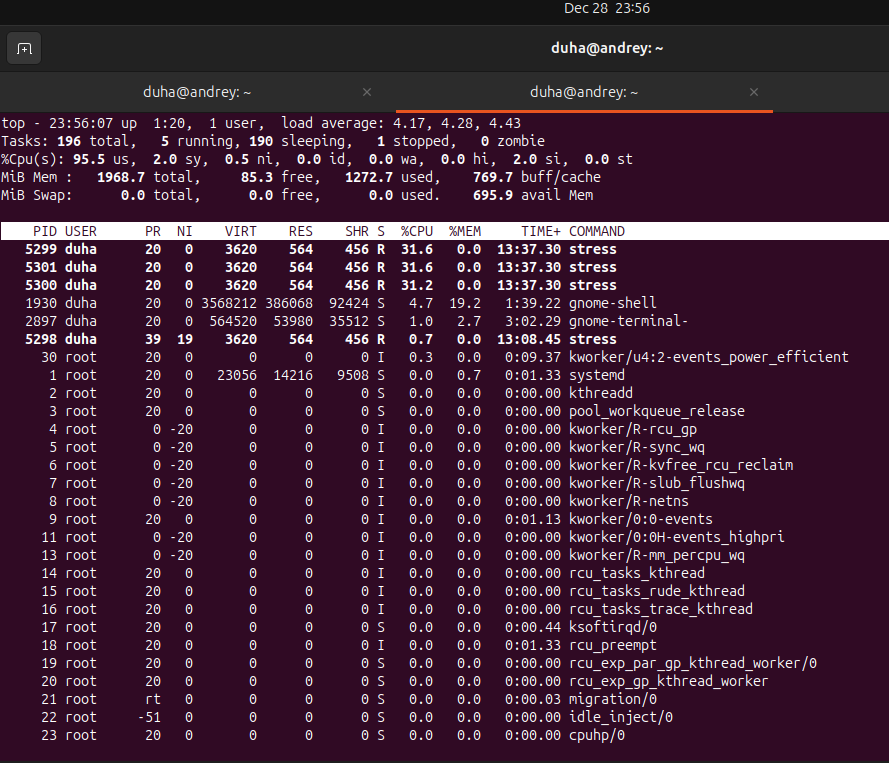 Dec 28 23:56
duha@andrey: ~
duha@andrey: ~ × duha@andrey: ~ ×
top - 23:56:07 up  1:20,  1 user,  load average: 4.17, 4.28, 4.43
Tasks: 196 total,   5 running, 190 sleeping,   1 stopped,   0 zombie
%Cpu(s): 95.5 us,  2.0 sy,  0.5 ni,  0.0 id,  0.0 wa,  0.0 hi,  2.0 si,  0.0 st
MiB Mem :   1968.7 total,     85.3 free,   1272.7 used,    769.7 buff/cache
MiB Swap:      0.0 total,      0.0 free,      0.0 used.    695.9 avail Mem
    PID USER      PR  NI    VIRT    RES    SHR S  %CPU  %MEM     TIME+ COMMAND
   5299 duha      20   0    3620    564    456 R  31.6   0.0  13:37.30 stress
   5301 duha      20   0    3620    564    456 R  31.6   0.0  13:37.30 stress
   5300 duha      20   0    3620    564    456 R  31.2   0.0  13:37.30 stress
   1930 duha      20   0 3568212 386068  92424 S   4.7  19.2   1:39.22 gnome-shell
   2897 duha      20   0  564520  53980  35512 S   1.0   2.7   3:02.29 gnome-terminal-
   5298 duha      39  19    3620    564    456 R   0.7   0.0  13:08.45 stress
     30 root      20   0       0      0      0 I   0.3   0.0   0:09.37 kworker/u4:2-events_power_efficient
      1 root      20   0   23056  14216   9508 S   0.0   0.7   0:01.33 systemd
      2 root      20   0       0      0      0 S   0.0   0.0   0:00.00 kthreadd
      3 root      20   0       0      0      0 S   0.0   0.0   0:00.00 pool_workqueue_release
      4 root       0 -20       0      0      0 I   0.0   0.0   0:00.00 kworker/R-rcu_gp
      5 root       0 -20       0      0      0 I   0.0   0.0   0:00.00 kworker/R-sync_wq
      6 root       0 -20       0      0      0 I   0.0   0.0   0:00.00 kworker/R-kvfree_rcu_reclaim
      7 root       0 -20       0      0      0 I   0.0   0.0   0:00.00 kworker/R-slub_flushwq
      8 root       0 -20       0      0      0 I   0.0   0.0   0:00.00 kworker/R-netns
      9 root      20   0       0      0      0 I   0.0   0.0   0:01.13 kworker/0:0-events
     11 root       0 -20       0      0      0 I   0.0   0.0   0:00.00 kworker/0:0H-events_highpri
     13 root       0 -20       0      0      0 I   0.0   0.0   0:00.00 kworker/R-mm_percpu_wq
     14 root      20   0       0      0      0 I   0.0   0.0   0:00.00 rcu_tasks_kthread
     15 root      20   0       0      0      0 I   0.0   0.0   0:00.00 rcu_tasks_rude_kthread
     16 root      20   0       0      0      0 I   0.0   0.0   0:00.00 rcu_tasks_trace_kthread
     17 root      20   0       0      0      0 S   0.0   0.0   0:00.44 ksoftirqd/0
     18 root      20   0       0      0      0 I   0.0   0.0   0:01.33 rcu_preempt
     19 root      20   0       0      0      0 S   0.0   0.0   0:00.00 rcu_exp_par_gp_kthread_worker/0
     20 root      20   0       0      0      0 S   0.0   0.0   0:00.00 rcu_exp_gp_kthread_worker
     21 root      rt   0       0      0      0 S   0.0   0.0   0:00.03 migration/0
     22 root     -51   0       0      0      0 S   0.0   0.0   0:00.00 idle_inject/0
     23 root      20   0       0      0      0 S   0.0   0.0   0:00.00 cpuhp/0